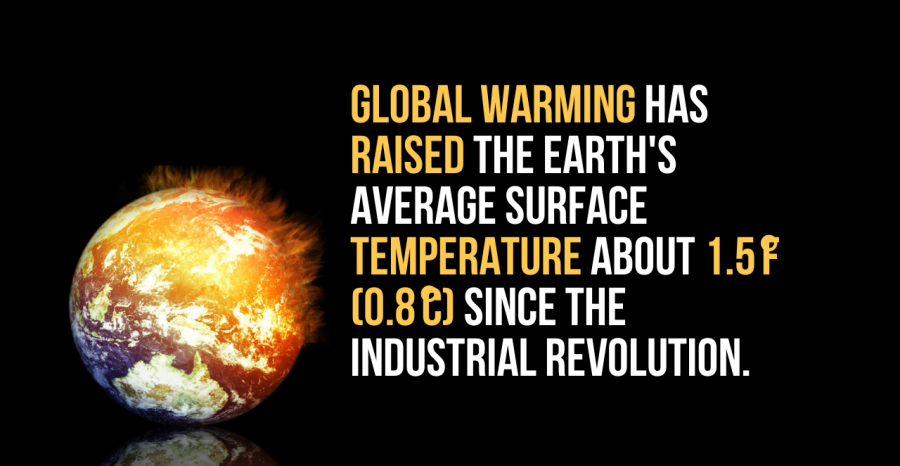 GLOBAL WARMING HAS
RAISED THE EARTH'S
AVERAGE SURFACE
TEMPERATURE ABOUT 1.5°F
(0.8°C) SINCE THE
INDUSTRIAL REVOLUTION.